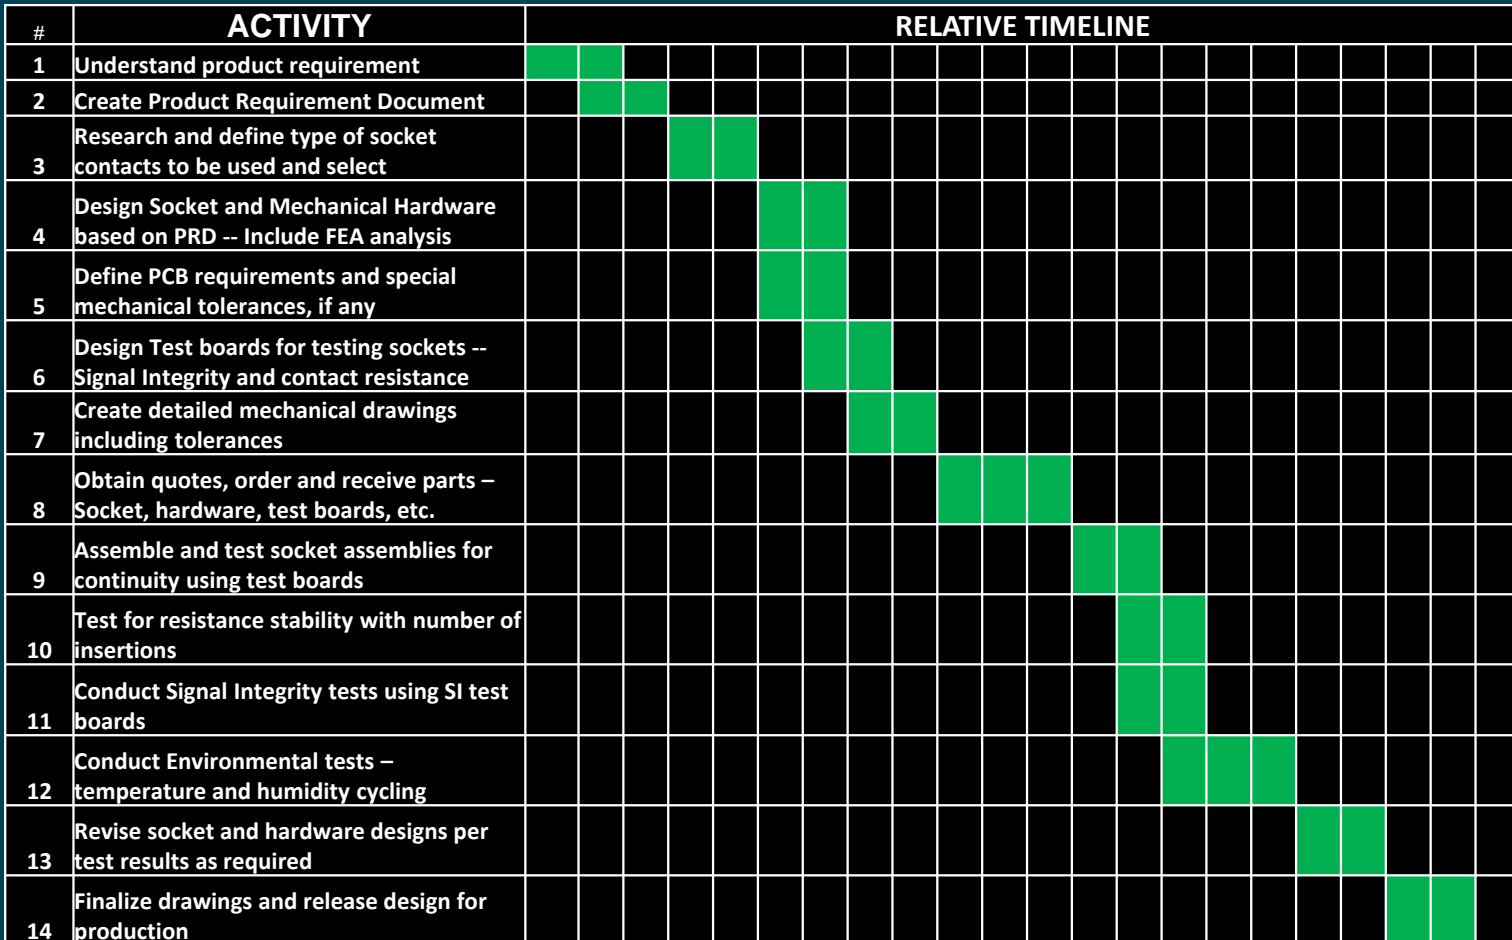 # ACTIVITY RELATIVE TIMELINE
1 Understand product requirement
2 Create Product Requirement Document
Research and define type of socket
3 contacts to be used and select
Design Socket and Mechanical Hardware
4 based on PRD -- Include FEA analysis
Define PCB requirements and special
5 mechanical tolerances, if any
Design Test boards for testing sockets --
6 Signal Integrity and contact resistance
Create detailed mechanical drawings
7 including tolerances
Obtain quotes, order and receive parts –
8 Socket, hardware, test boards, etc.
Assemble and test socket assemblies for
9 continuity using test boards
Test for resistance stability with number of
10 insertions
Conduct Signal Integrity tests using SI test
11 boards
Conduct Environmental tests –
12 temperature and humidity cycling
Revise socket and hardware designs per
13 test results as required
Finalize drawings and release design for
14 production